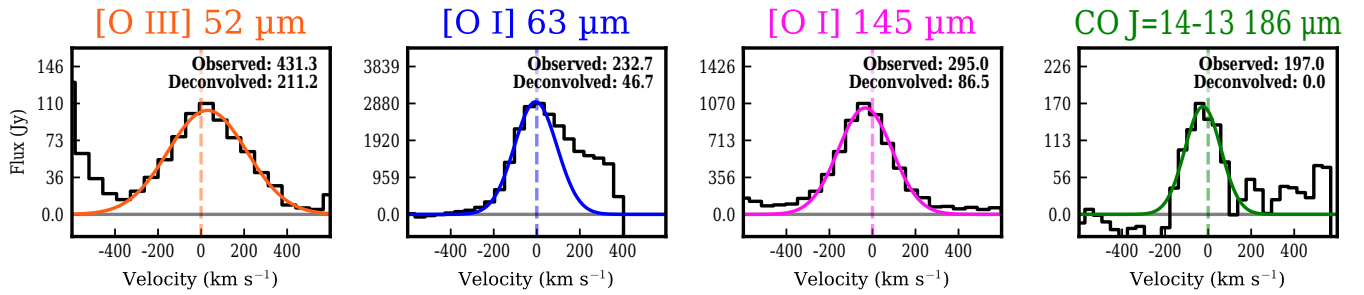 [O III] 52 µm
Observed: 431.3
Deconvolved: 211.2
146
110
73
36
0.0
Flux (Jy)
-400 -200 0 200 400
Velocity (km s⁻¹)
[O I] 63 µm
Observed: 232.7
Deconvolved: 46.7
3839
2880
1920
959
0.0
-400 -200 0 200 400
Velocity (km s⁻¹)
[O I] 145 µm
Observed: 295.0
Deconvolved: 86.5
1426
1070
713
356
0.0
-400 -200 0 200 400
Velocity (km s⁻¹)
CO J=14-13 186 µm
Observed: 197.0
Deconvolved: 0.0
226
170
113
56
0.0
-400 -200 0 200 400
Velocity (km s⁻¹)